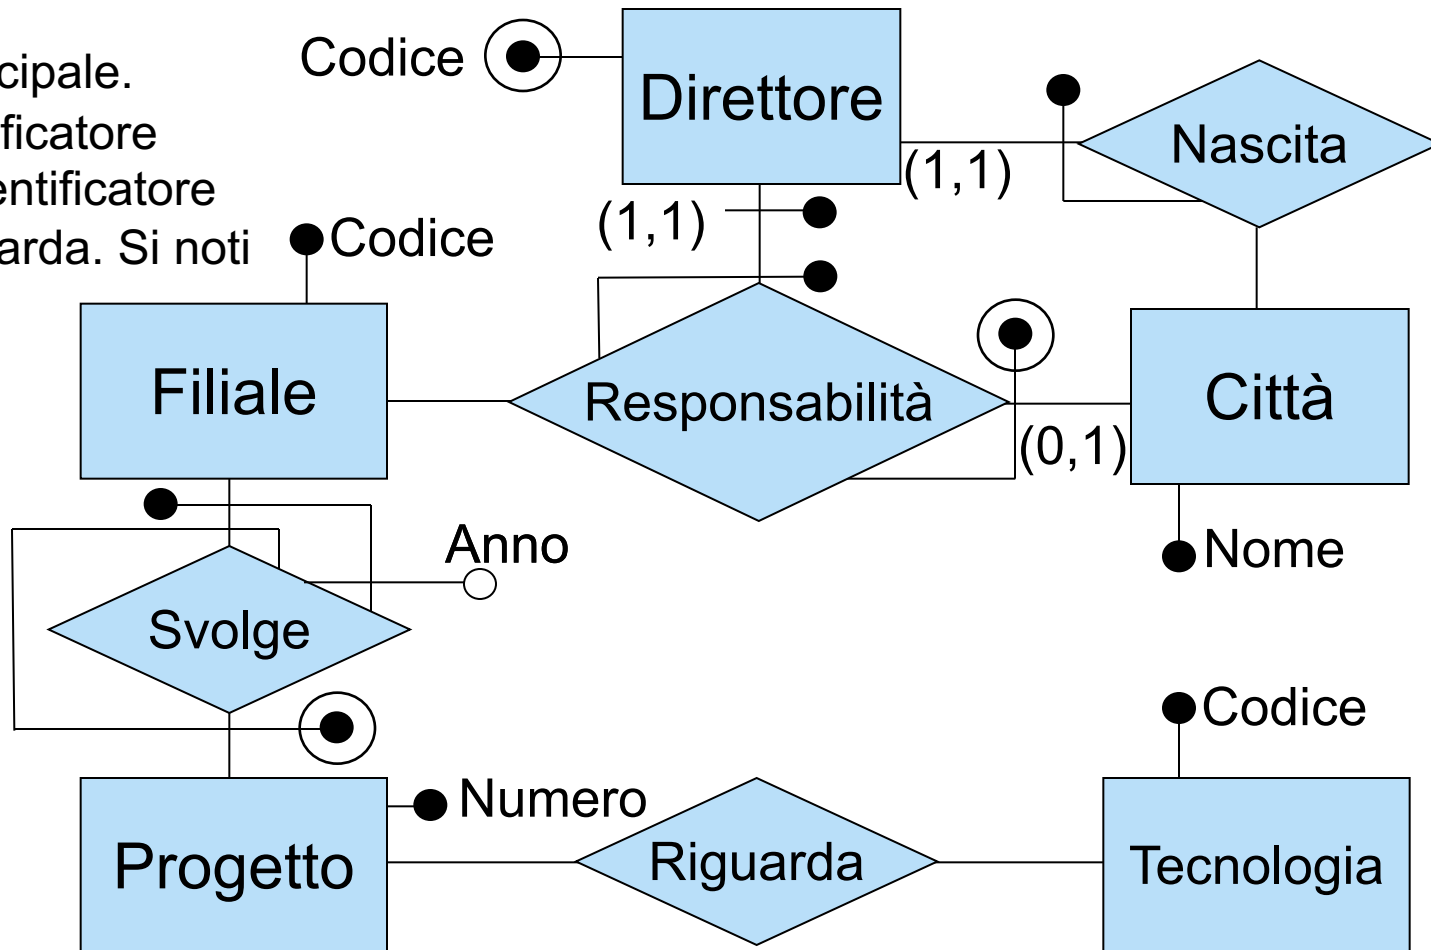 cipale.
ficatore
entificatore
arda. Si noti
Codice
Direttore
Nascita
(1,1)
(1,1)
Codice
Filiale
Responsabilità
Città
(0,1)
Anno
Nome
Svolge
Codice
Numero
Progetto
Riguarda
Tecnologia